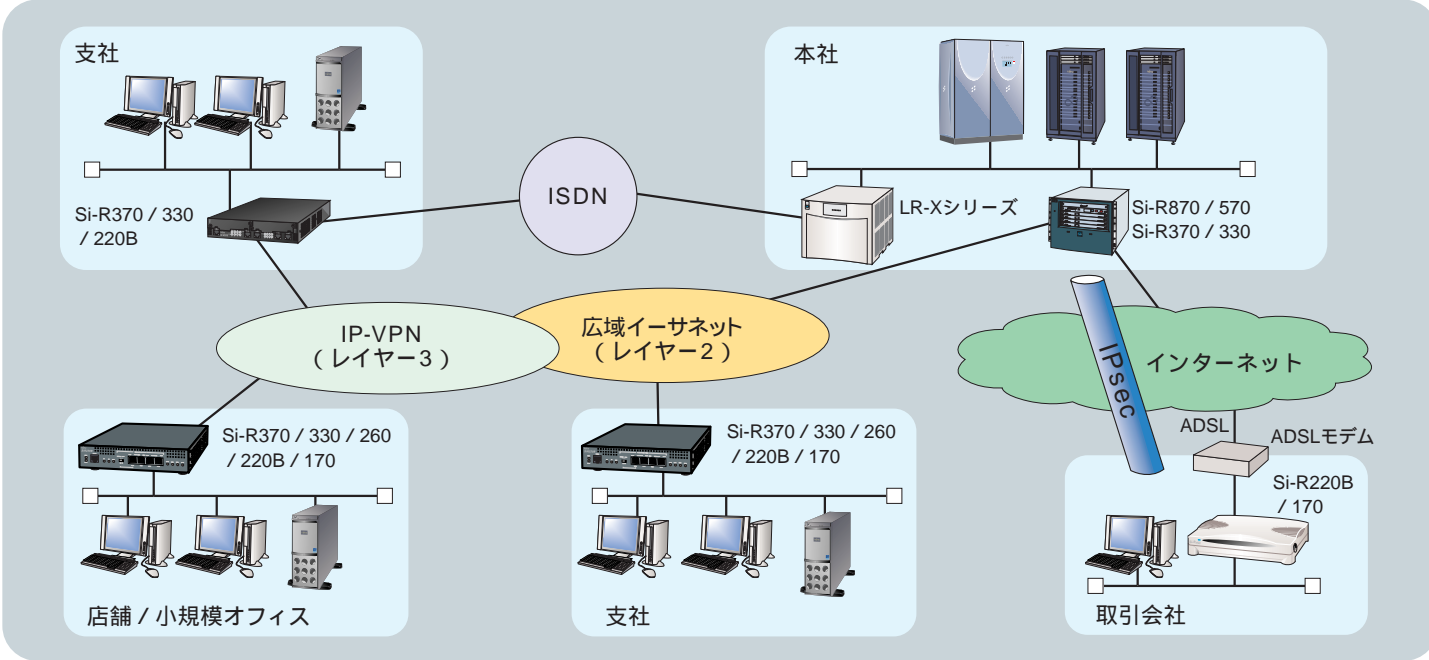 支社
Si-R370 / 330
/ 220B
ISDN
本社
LR-Xシリーズ
Si-R870 / 570
Si-R370 / 330
IP-VPN
(レイヤー3)
広域イーサネット
(レイヤー2)
IPsec
インターネット
Si-R370 / 330 / 260
/ 220B / 170
店舗 / 小規模オフィス
Si-R370 / 330 / 260
/ 220B / 170
支社
ADSL
ADSLモデム
Si-R220B
/ 170
取引会社